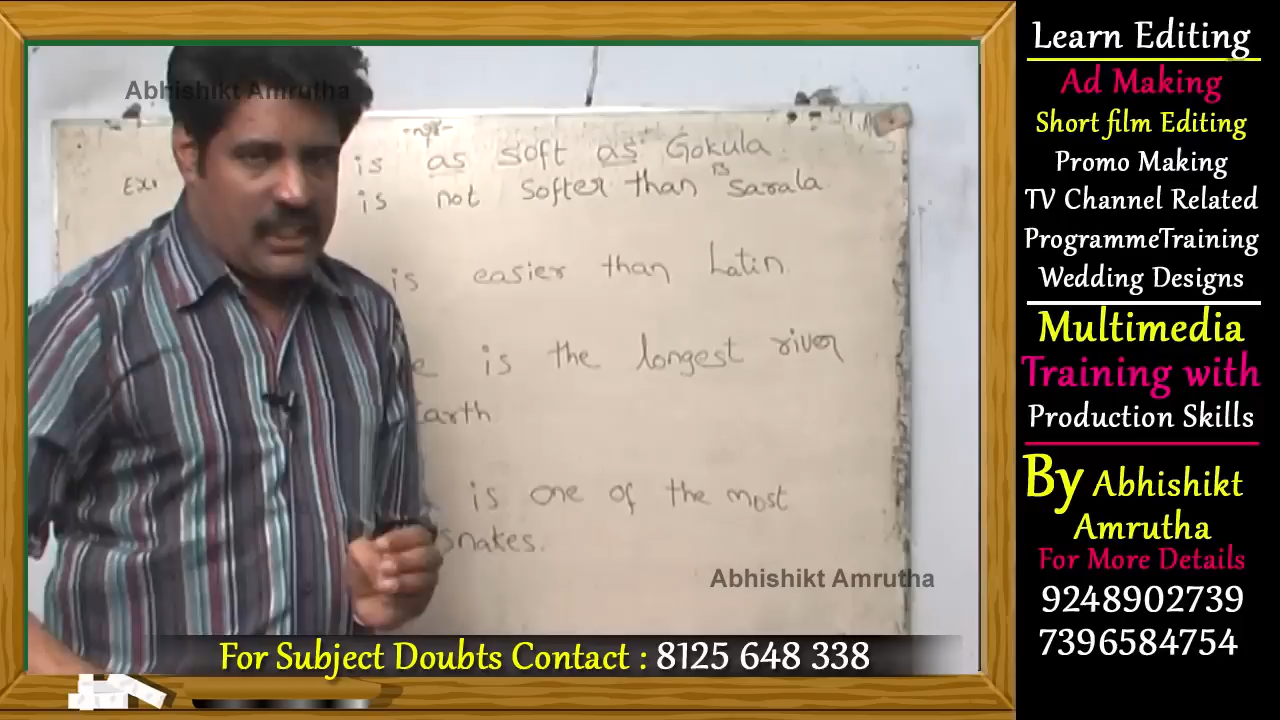 Abhishikt Amrutha
Ex:
is as soft as Gokula
is not softer than Sarala
is easier than Latin
e is the longest river
Earth
is one of the most
snakes.
Abhishikt Amrutha
For Subject Doubts Contact : 8125 648 338
Learn Editing
Ad Making
Short film Editing
Promo Making
TV Channel Related
ProgrammeTraining
Wedding Designs
Multimedia
Training with
Production Skills
By Abhishikt
Amrutha
For More Details
9248902739
7396584754